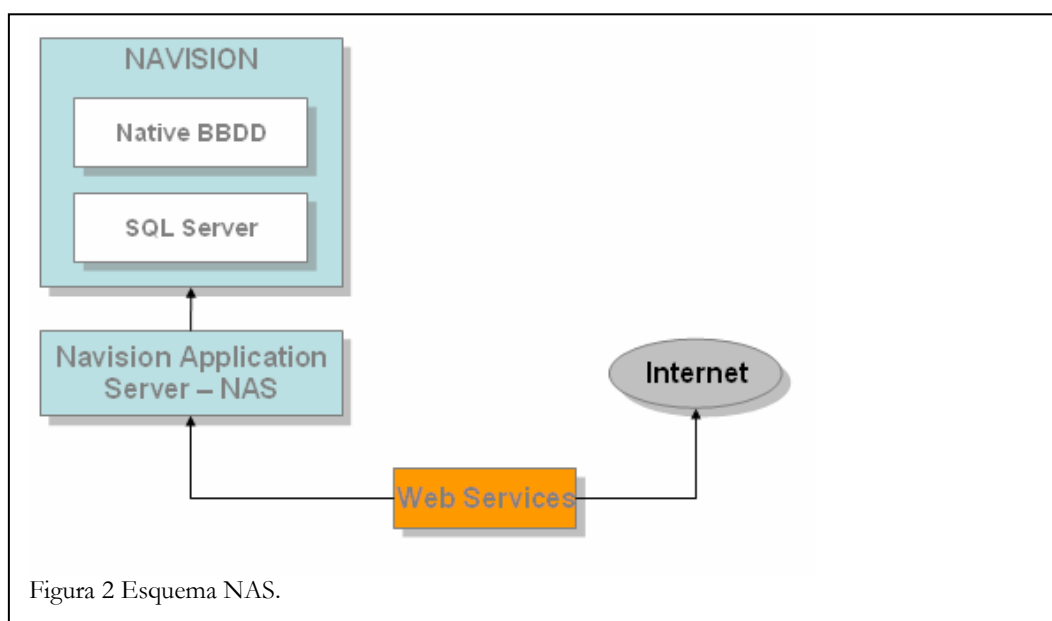 NAVISION
Native BBDD
SQL Server
Navision Application
Server – NAS
Internet
Web Services
Figura 2 Esquema NAS.